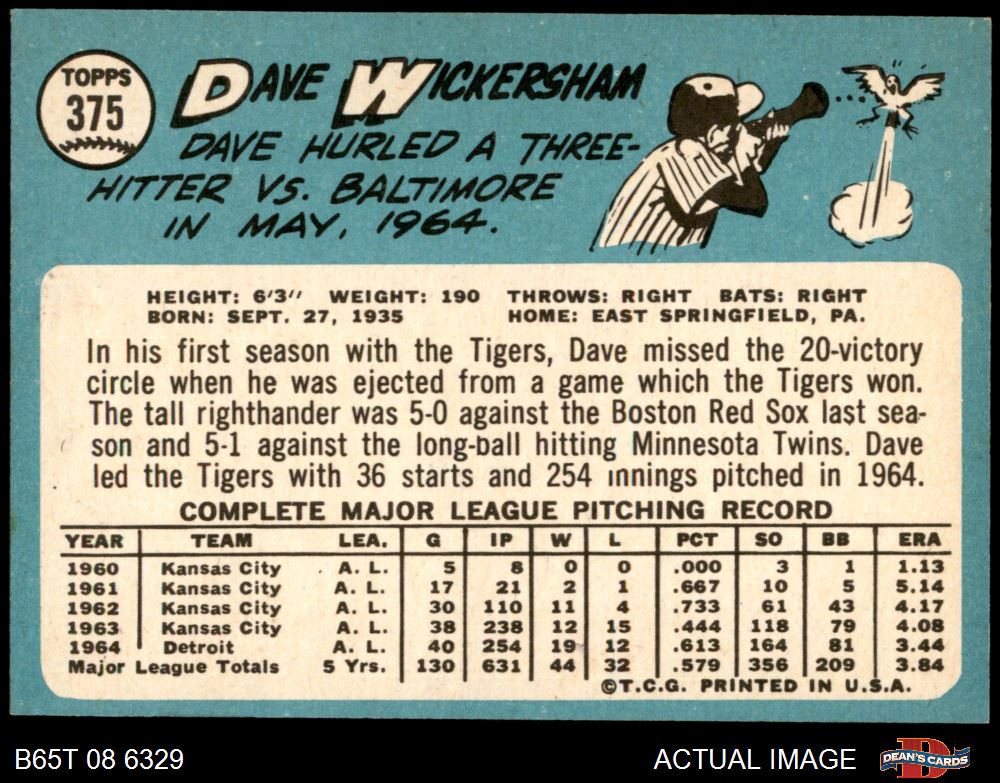 TOPPS
375
DAVE WICKERSHAM
DAVE HURLED A THREE-
HITTER VS. BALTIMORE
IN MAY, 1964.
HEIGHT: 6'3" WEIGHT: 190 THROWS: RIGHT BATS: RIGHT
BORN: SEPT. 27, 1935 HOME: EAST SPRINGFIELD, PA.
In his first season with the Tigers, Dave missed the 20-victory
circle when he was ejected from a game which the Tigers won.
The tall righthander was 5-0 against the Boston Red Sox last sea-
son and 5-1 against the long-ball hitting Minnesota Twins. Dave
led the Tigers with 36 starts and 254 innings pitched in 1964.
COMPLETE MAJOR LEAGUE PITCHING RECORD
YEAR TEAM LEA. G IP W L PCT SO BB ERA
1960 Kansas City A. L. 5 8 0 0 .000 3 1 1.13
1961 Kansas City A. L. 17 21 2 1 .667 10 5 5.14
1962 Kansas City A. L. 30 110 11 4 .733 61 43 4.17
1963 Kansas City A. L. 38 238 12 15 .444 118 79 4.08
1964 Detroit A. L. 40 254 19 12 .613 164 81 3.44
Major League Totals 5 Yrs. 130 631 44 32 .579 356 209 3.84
©T.C.G. PRINTED IN U.S.A.
B65T 08 6329 ACTUAL IMAGE DEAN'S CARDS